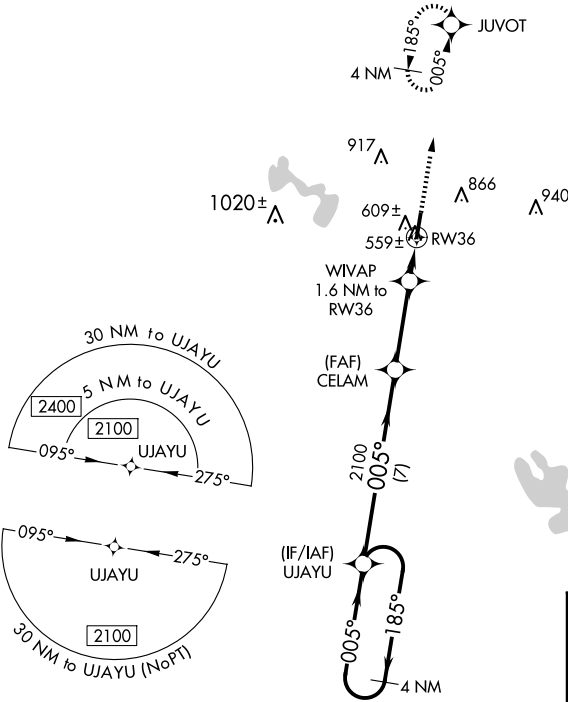 JUVOT
185°
005°
4 NM
917
866
940
1020±
609±
559±
RW36
WIVAP
1.6 NM to
RW36
(FAF)
CELAM
2100
005°
(7)
(IF/IAF)
UJAYU
005°
185°
4 NM
30 NM to UJAYU
2400
5 NM to UJAYU
2100
UJAYU
095°
275°
095°
275°
UJAYU
2100
30 NM to UJAYU (NoPT)